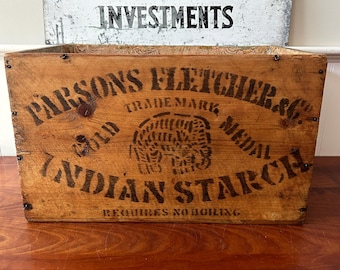 INVESTMENTS
PARSONS FLETCHER & Co
TRADE MARK
GOLD MEDAL
INDIAN STARCH
REQUIRES NO BOILING